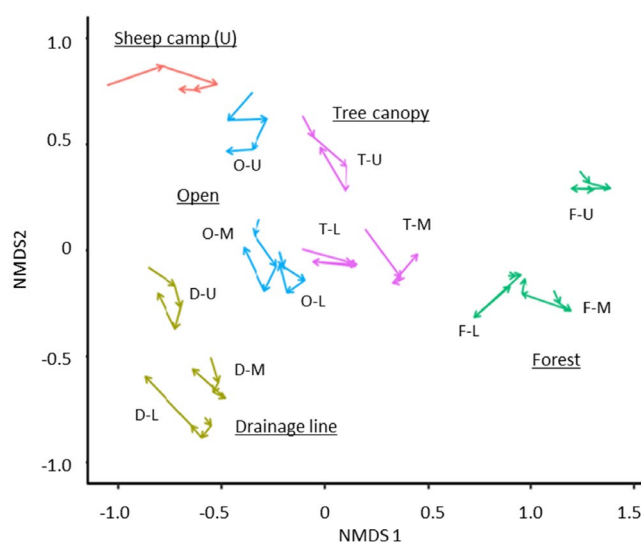 1.0
Sheep camp (U)
Tree canopy
0.5
O-U
T-U
F-U
Open
O-M
T-L
T-M
NMDS2
0
D-U
O-L
F-M
F-L
-0.5
D-M
Forest
D-L
Drainage line
-1.0
-1.0
-0.5
0
0.5
1.0
1.5
NMDS 1